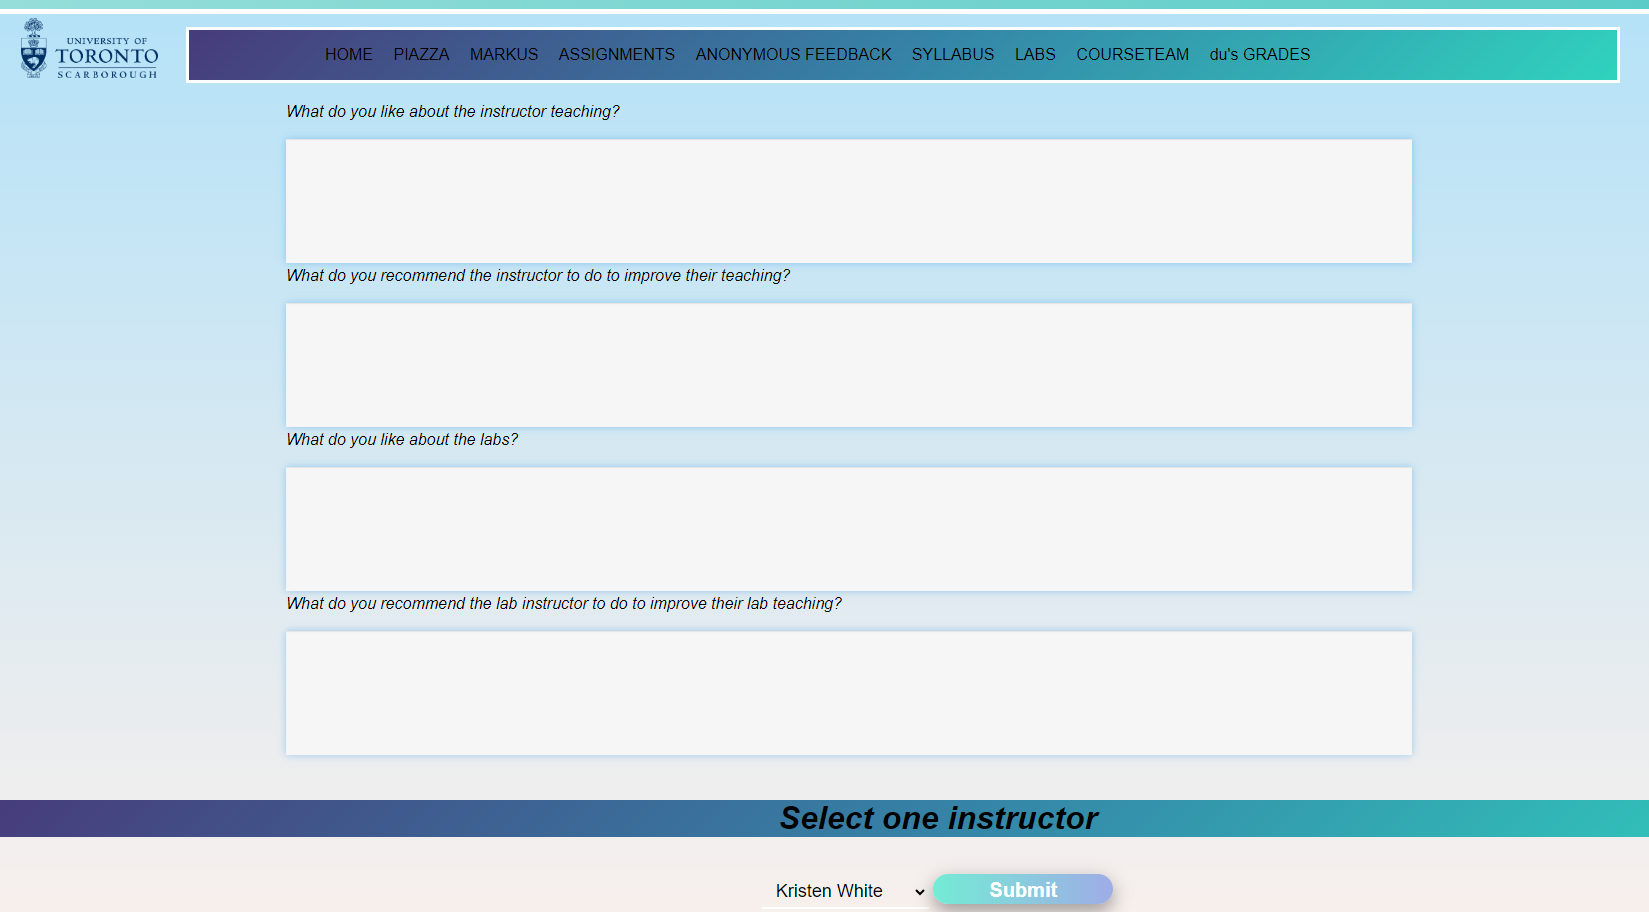 UNIVERSITY OF
TORONTO
SCARBOROUGH
HOME PIAZZA MARKUS ASSIGNMENTS ANONYMOUS FEEDBACK SYLLABUS LABS COURSETEAM du's GRADES
What do you like about the instructor teaching?
What do you recommend the instructor to do to improve their teaching?
What do you like about the labs?
What do you recommend the lab instructor to do to improve their lab teaching?
Select one instructor
Kristen White Submit